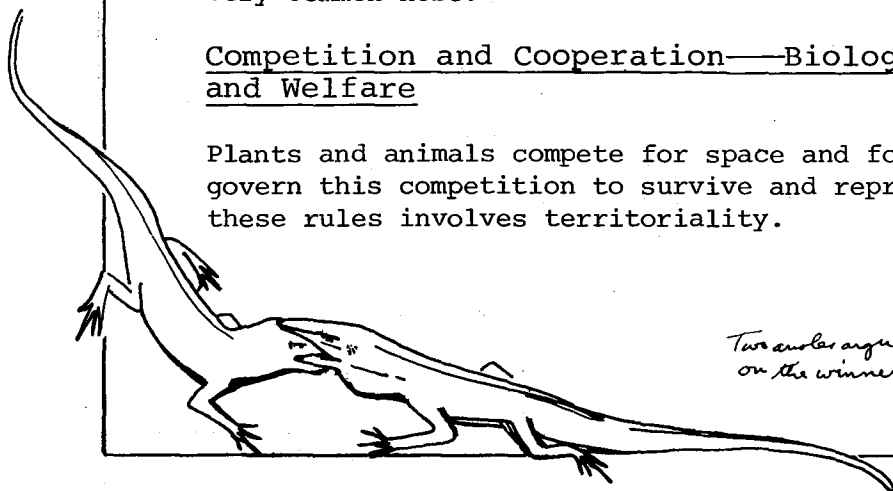 Competition and Cooperation——Biolog
and Welfare
Plants and animals compete for space and fo
govern this competition to survive and repr
these rules involves territoriality.
Two anoles argu
on the winne